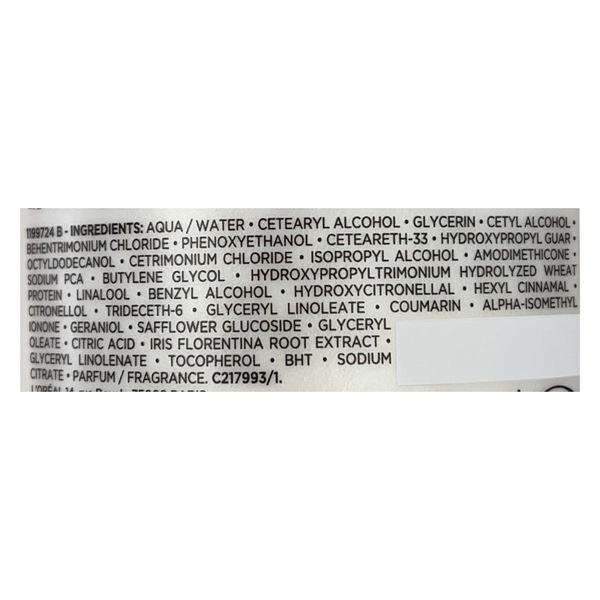 1199724 B - INGREDIENTS: AQUA / WATER • CETEARYL ALCOHOL • GLYCERIN • CETYL ALCOHOL •
BEHENTRIMONIUM CHLORIDE • PHENOXYETHANOL • CETEARETH-33 • HYDROXYPROPYL GUAR •
OCTYLDODECANOL • CETRIMONIUM CHLORIDE • ISOPROPYL ALCOHOL • AMODIMETHICONE •
SODIUM PCA • BUTYLENE GLYCOL • HYDROXYPROPYLTRIMONIUM HYDROLYZED WHEAT
PROTEIN • LINALOOL • BENZYL ALCOHOL • HYDROXYCITRONELLAL • HEXYL CINNAMAL •
CITRONELLOL • TRIDECETH-6 • GLYCERYL LINOLEATE • COUMARIN • ALPHA-ISOMETHYL
IONONE • GERANIOL • SAFFLOWER GLUCOSIDE • GLYCERYL
OLEATE • CITRIC ACID • IRIS FLORENTINA ROOT EXTRACT •
GLYCERYL LINOLENATE • TOCOPHEROL • BHT • SODIUM
CITRATE • PARFUM / FRAGRANCE. C217993/1.
L'ORÉAL 14